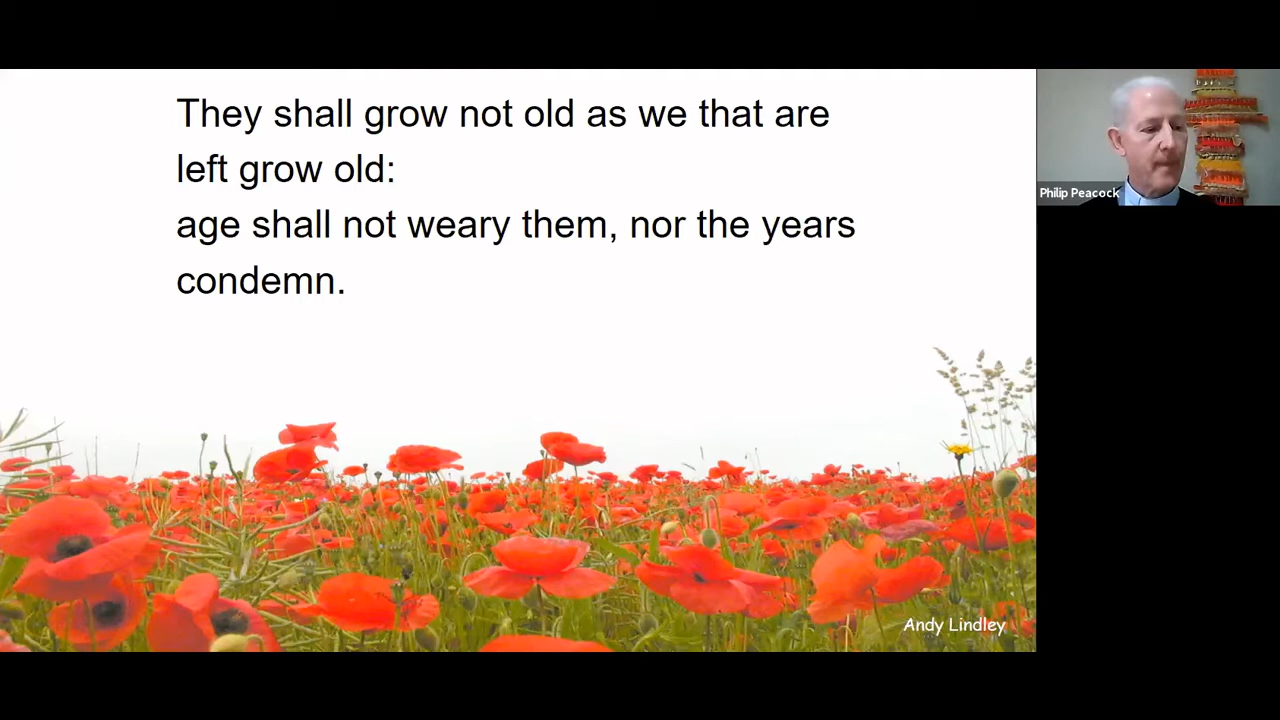 They shall grow not old as we that are
left grow old:
age shall not weary them, nor the years
condemn.
Philip Peacock
Andy Lindley